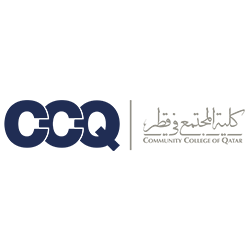 CCQ
كلية المجتمع في قطر
COMMUNITY COLLEGE OF QATAR